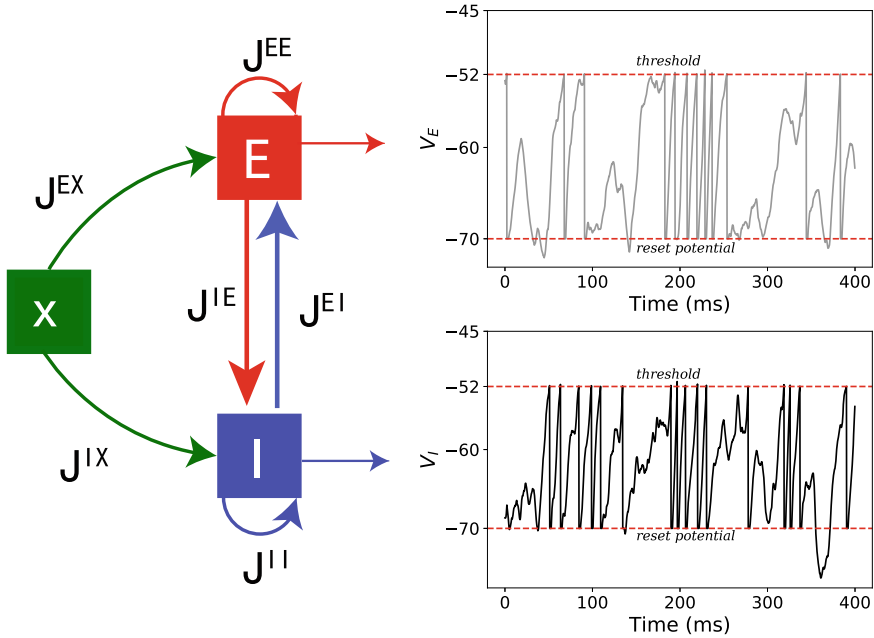 J^EE
E
J^EX
X
J^IE
J^EI
I
J^IX
J^II
−45
threshold
−52
V_E
−60
−70
reset potential
0 100 200 300 400
Time (ms)
−45
threshold
−52
V_I
−60
−70
reset potential
0 100 200 300 400
Time (ms)